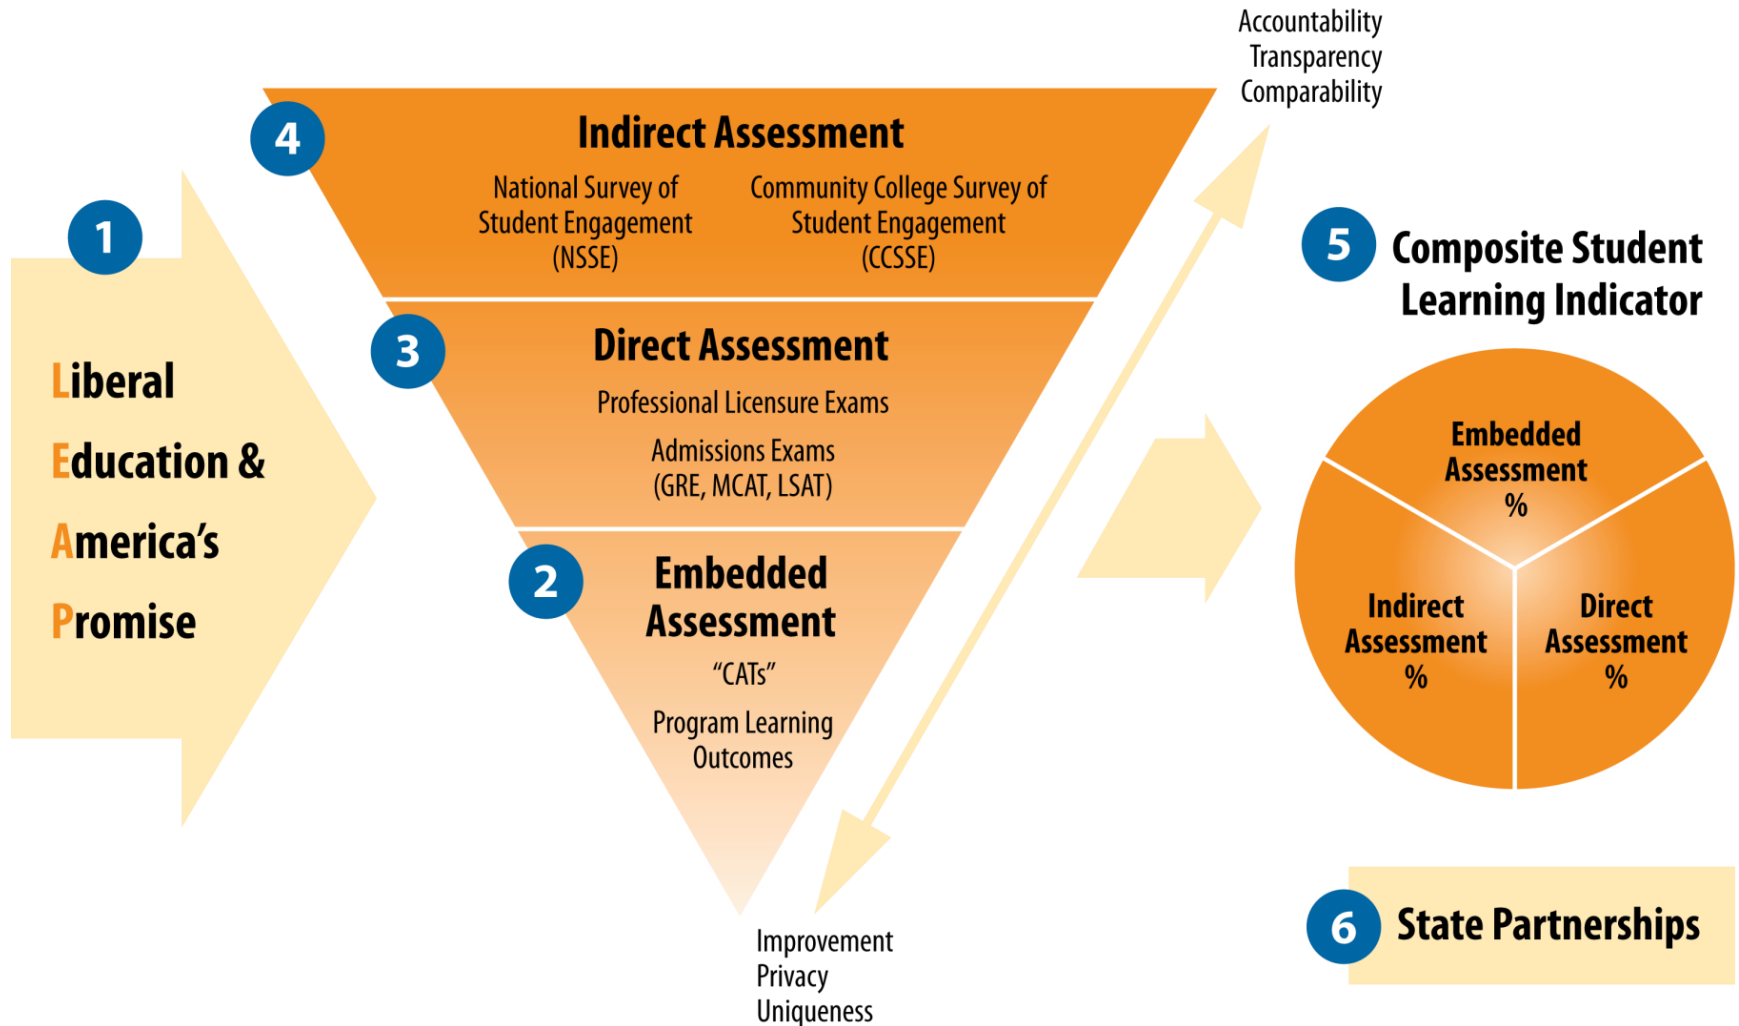 1
Liberal
Education &
America's
Promise
4
Indirect Assessment
National Survey of
Student Engagement
(NSSE)
Community College Survey of
Student Engagement
(CCSSE)
3
Direct Assessment
Professional Licensure Exams
Admissions Exams
(GRE, MCAT, LSAT)
2
Embedded
Assessment
“CATs”
Program Learning
Outcomes
Accountability
Transparency
Comparability
Improvement
Privacy
Uniqueness
5
Composite Student
Learning Indicator
Embedded
Assessment
%
Indirect
Assessment
%
Direct
Assessment
%
6
State Partnerships